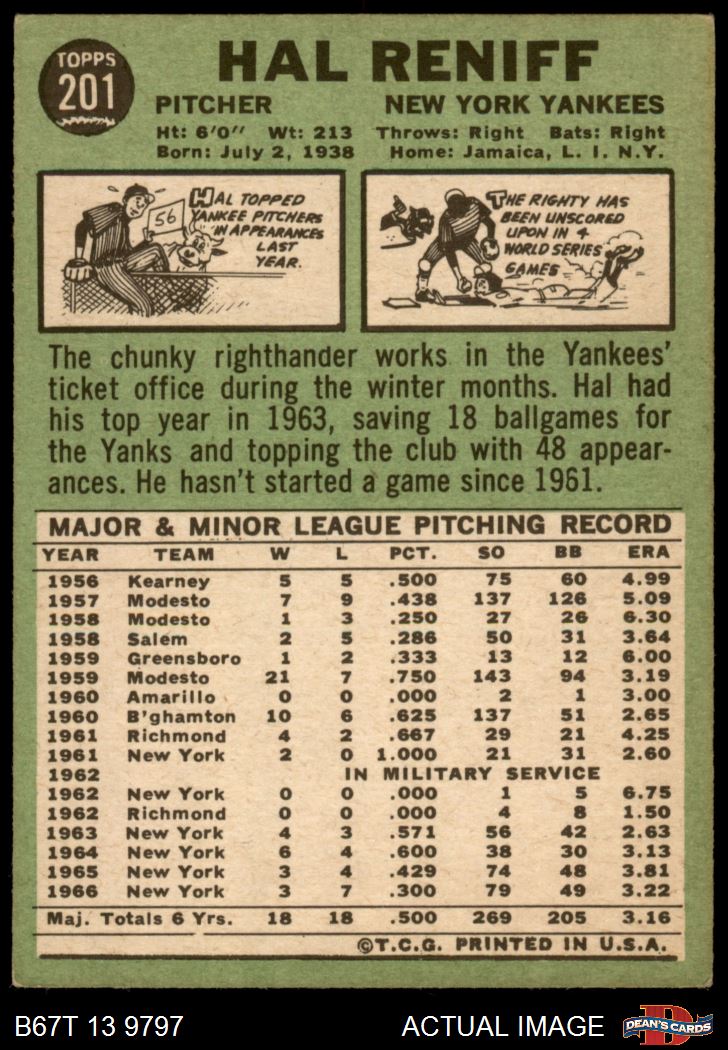 TOPPS
201
HAL RENIFF
PITCHER NEW YORK YANKEES
Ht: 6'0" Wt: 213 Throws: Right Bats: Right
Born: July 2, 1938 Home: Jamaica, L. I. N.Y.
56
HAL TOPPED
YANKEE PITCHERS
IN APPEARANCES
LAST
YEAR.
THE RIGHTY HAS
BEEN UNSCORED
UPON IN 4
WORLD SERIES
GAMES
The chunky righthander works in the Yankees'
ticket office during the winter months. Hal had
his top year in 1963, saving 18 ballgames for
the Yanks and topping the club with 48 appear-
ances. He hasn't started a game since 1961.
MAJOR & MINOR LEAGUE PITCHING RECORD
YEAR TEAM W L PCT. SO BB ERA
1956 Kearney 5 5 .500 75 60 4.99
1957 Modesto 7 9 .438 137 126 5.09
1958 Modesto 1 3 .250 27 26 6.30
1958 Salem 2 5 .286 50 31 3.64
1959 Greensboro 1 2 .333 13 12 6.00
1959 Modesto 21 7 .750 143 94 3.19
1960 Amarillo 0 0 .000 2 1 3.00
1960 B'ghamton 10 6 .625 137 51 2.65
1961 Richmond 4 2 .667 29 21 4.25
1961 New York 2 0 1.000 21 31 2.60
1962 IN MILITARY SERVICE
1962 New York 0 0 .000 1 5 6.75
1962 Richmond 0 0 .000 4 8 1.50
1963 New York 4 3 .571 56 42 2.63
1964 New York 6 4 .600 38 30 3.13
1965 New York 3 4 .429 74 48 3.81
1966 New York 3 7 .300 79 49 3.22
Maj. Totals 6 Yrs. 18 18 .500 269 205 3.16
©T.C.G. PRINTED IN U.S.A.
B67T 13 9797 ACTUAL IMAGE
D
DEAN'S CARDS